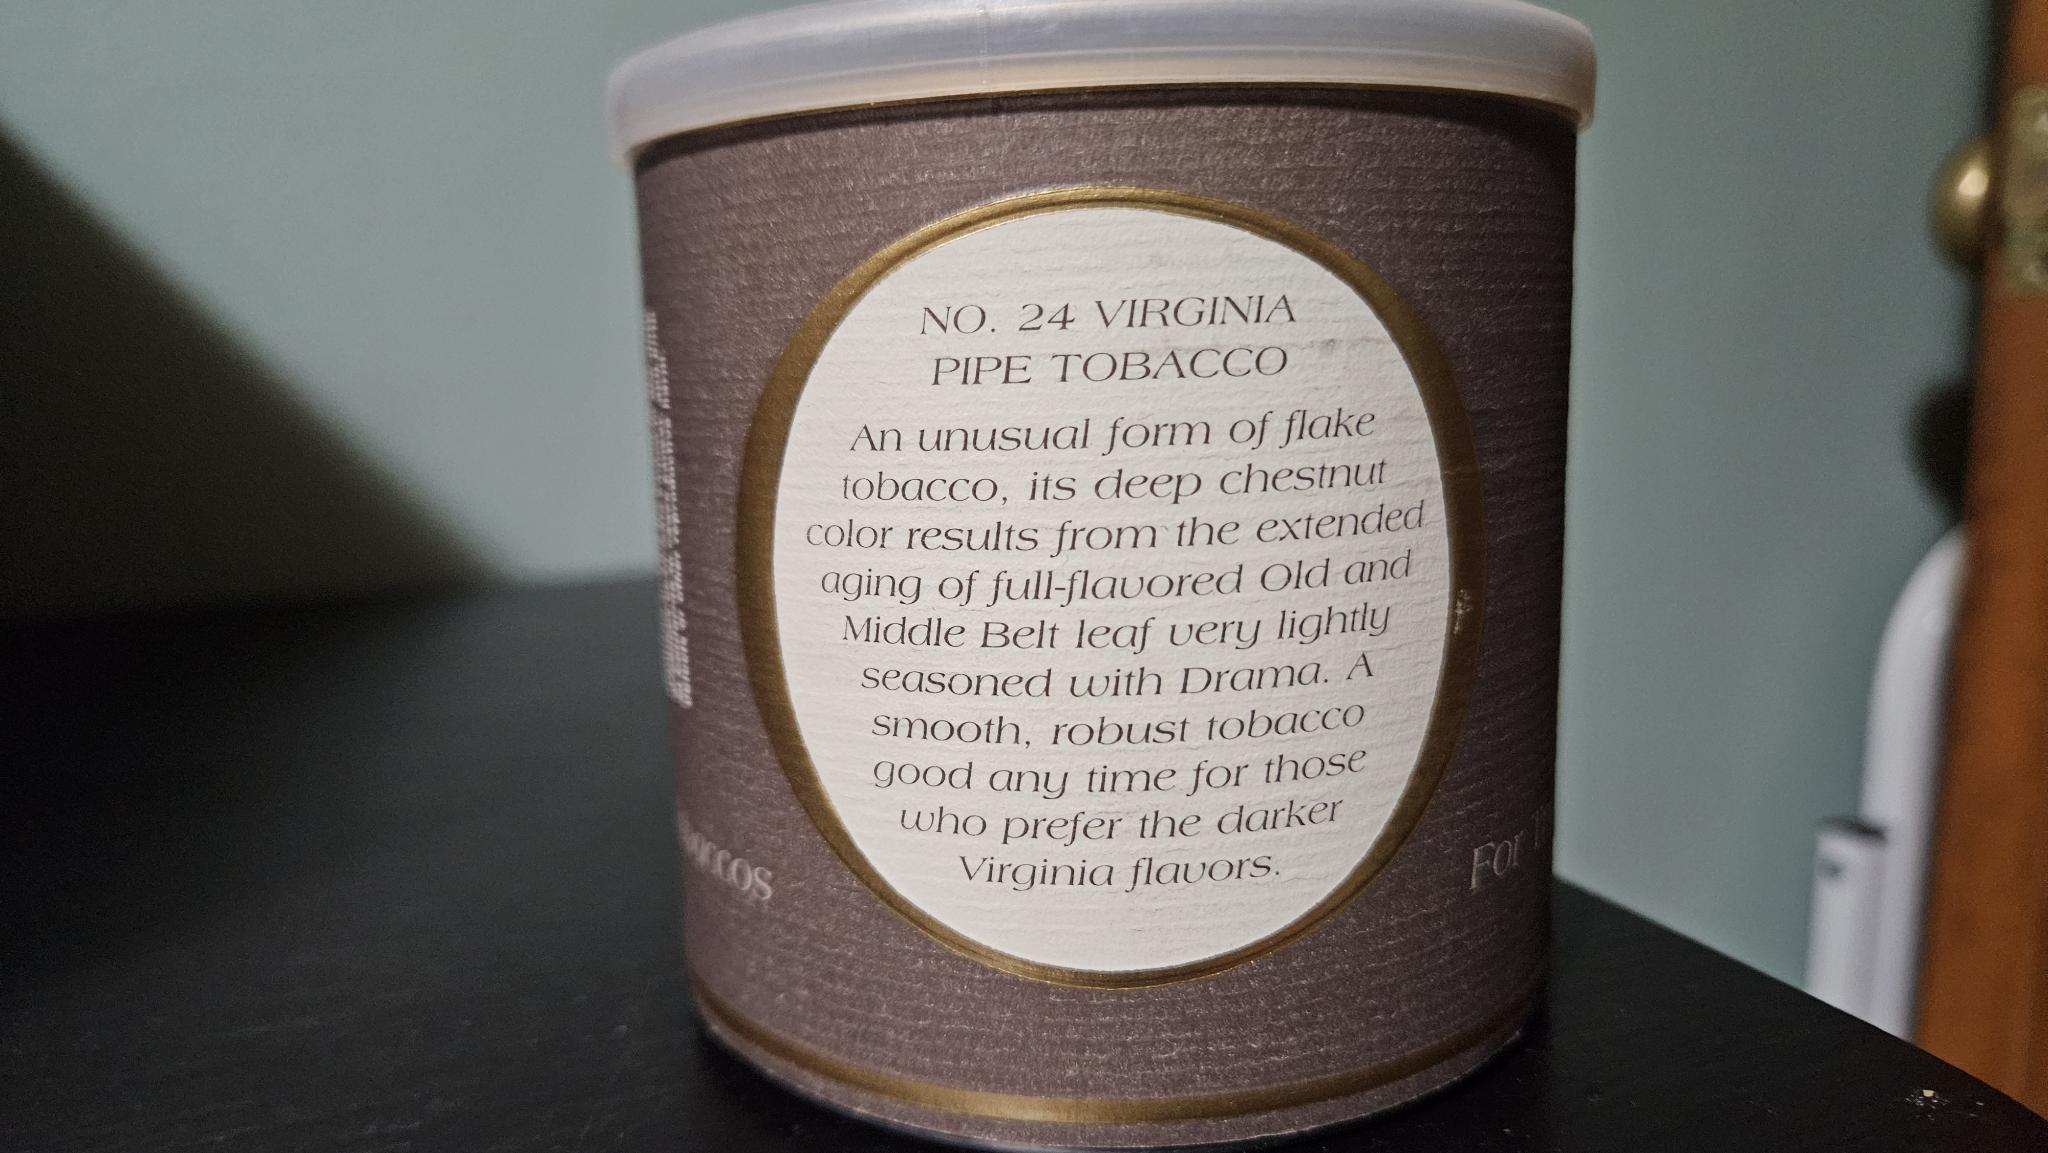 NO. 24 VIRGINIA
PIPE TOBACCO
An unusual form of flake
tobacco, its deep chestnut
color results from the extended
aging of full-flavored Old and
Middle Belt leaf very lightly
seasoned with Drama. A
smooth, robust tobacco
good any time for those
who prefer the darker
Virginia flavors.
For